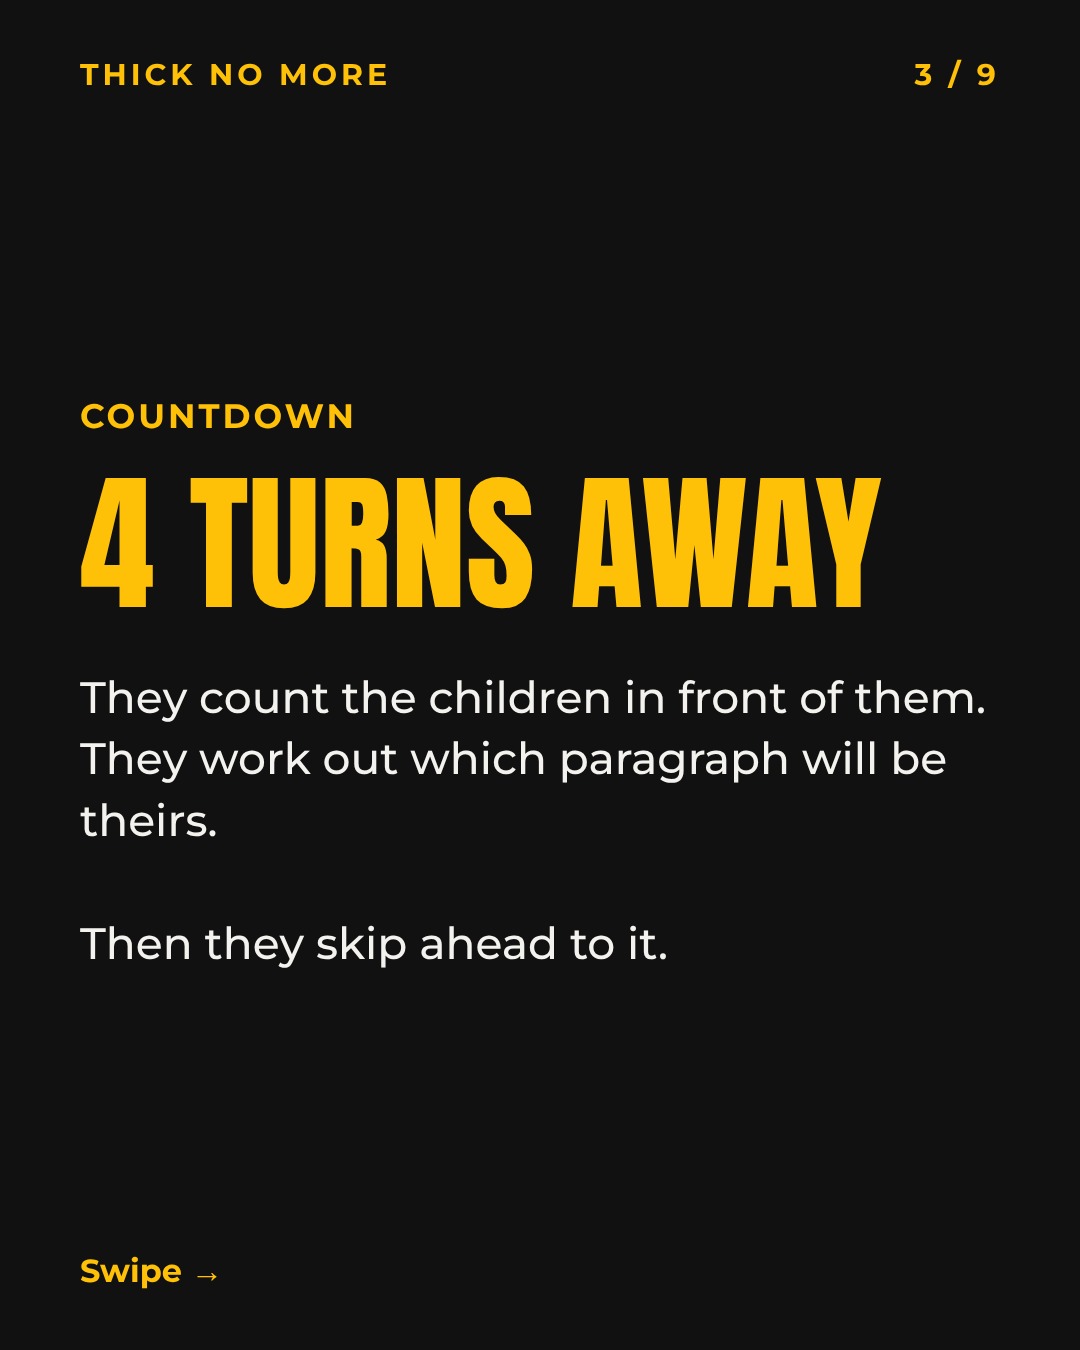 THICK NO MORE
3 / 9
COUNTDOWN
4 TURNS AWAY
They count the children in front of them.
They work out which paragraph will be
theirs.
Then they skip ahead to it.
Swipe →